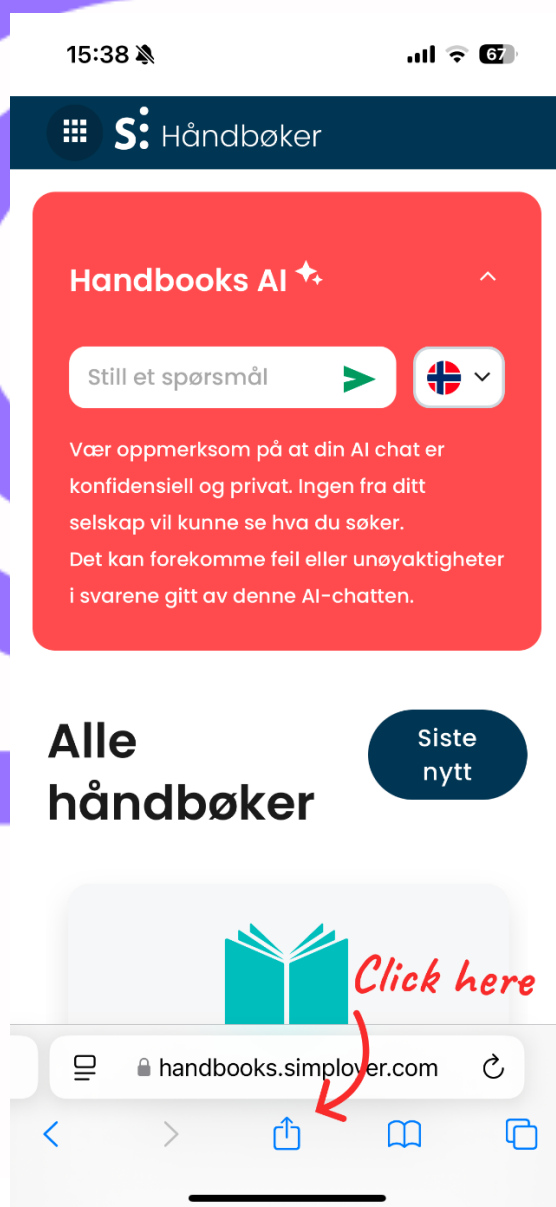 15:38
67
S: Håndbøker
Handbooks AI
Still et spørsmål
Vær oppmerksom på at din AI chat er
konfidensiell og privat. Ingen fra ditt
selskap vil kunne se hva du søker.
Det kan forekomme feil eller unøyaktigheter
i svarene gitt av denne AI-chatten.
Alle
håndbøker
Siste
nytt
Click here
handbooks.simplover.com